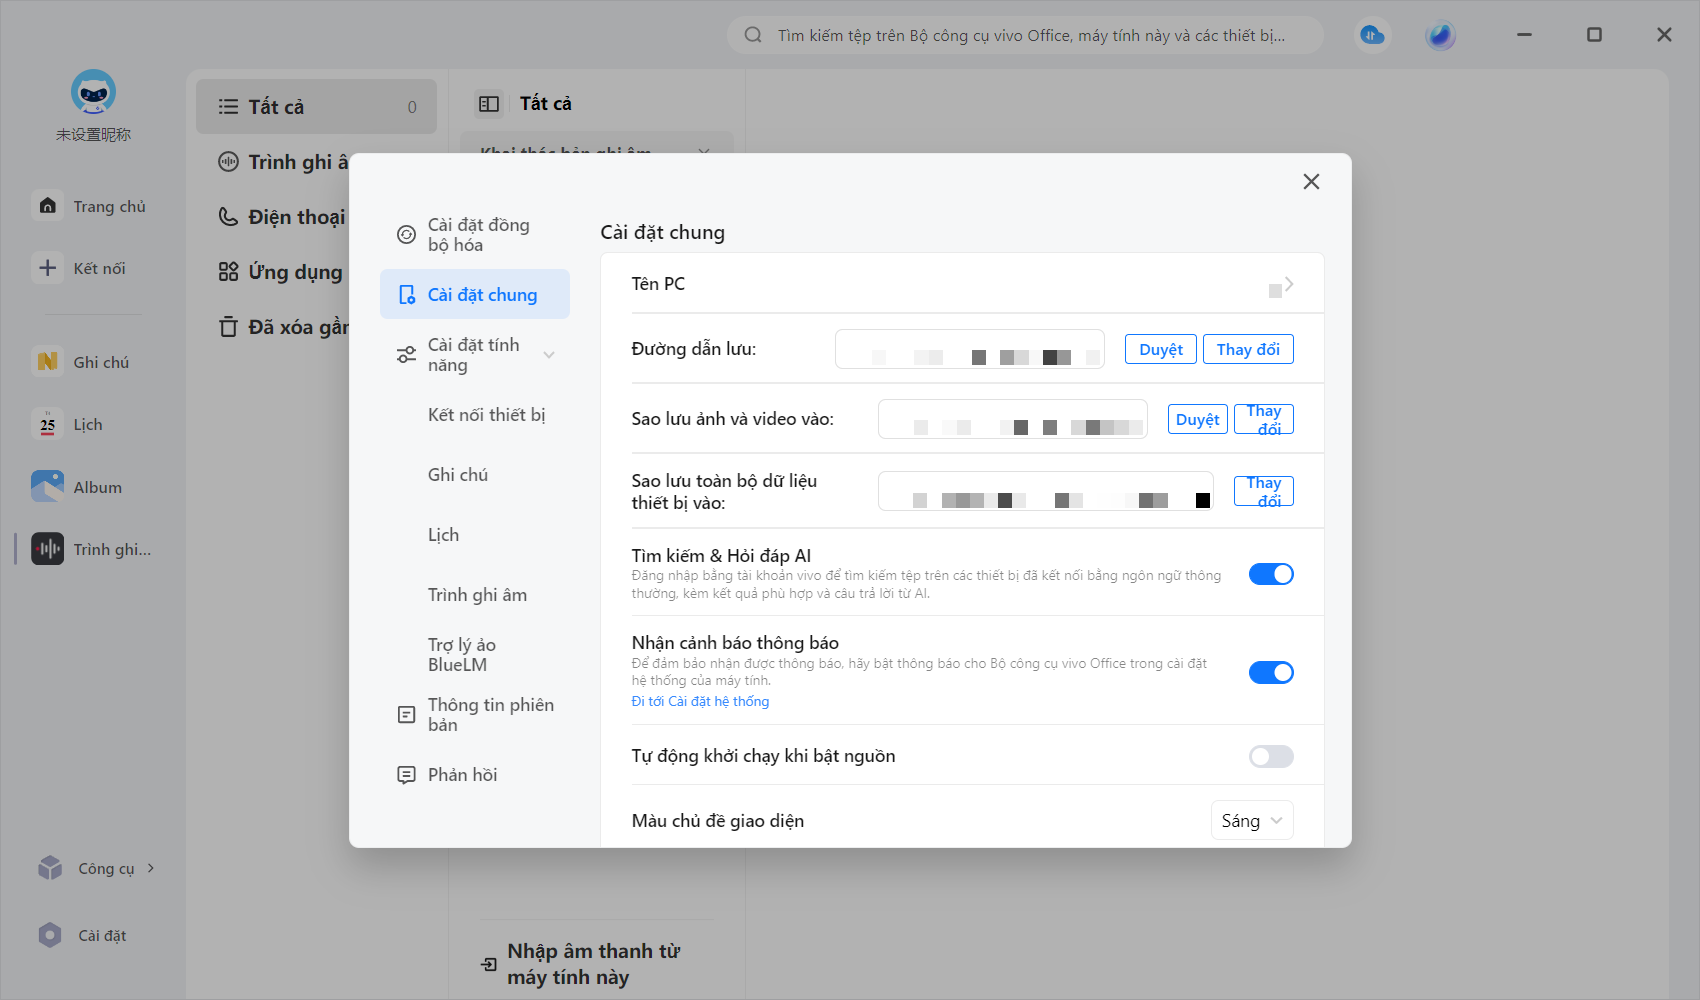 Tìm kiếm tệp trên Bộ công cụ vivo Office, máy tính này và các thiết bị...
未设置昵称
Trang chủ
Kết nối
Ghi chú
25
Lịch
Album
Trình ghi...
Công cụ
Cài đặt
Tất cả
0
Trình ghi â
Điện thoại
Ứng dụng
Đã xóa gần
Tất cả
Khai thác bản ghi âm
Nhập âm thanh từ
máy tính này
Cài đặt đồng
bộ hóa
Cài đặt chung
Cài đặt tính
năng
Kết nối thiết bị
Ghi chú
Lịch
Trình ghi âm
Trợ lý ảo
BlueLM
Thông tin phiên
bản
Phản hồi
Cài đặt chung
Tên PC
Đường dẫn lưu:
Duyệt
Thay đổi
Sao lưu ảnh và video vào:
Duyệt
Thay
đổi
Sao lưu toàn bộ dữ liệu
thiết bị vào:
Thay
đổi
Tìm kiếm & Hỏi đáp AI
Đăng nhập bằng tài khoản vivo để tìm kiếm tệp trên các thiết bị đã kết nối bằng ngôn ngữ thông
thường, kèm kết quả phù hợp và câu trả lời từ AI.
Nhận cảnh báo thông báo
Để đảm bảo nhận được thông báo, hãy bật thông báo cho Bộ công cụ vivo Office trong cài đặt
hệ thống của máy tính.
Đi tới Cài đặt hệ thống
Tự động khởi chạy khi bật nguồn
Màu chủ đề giao diện
Sáng